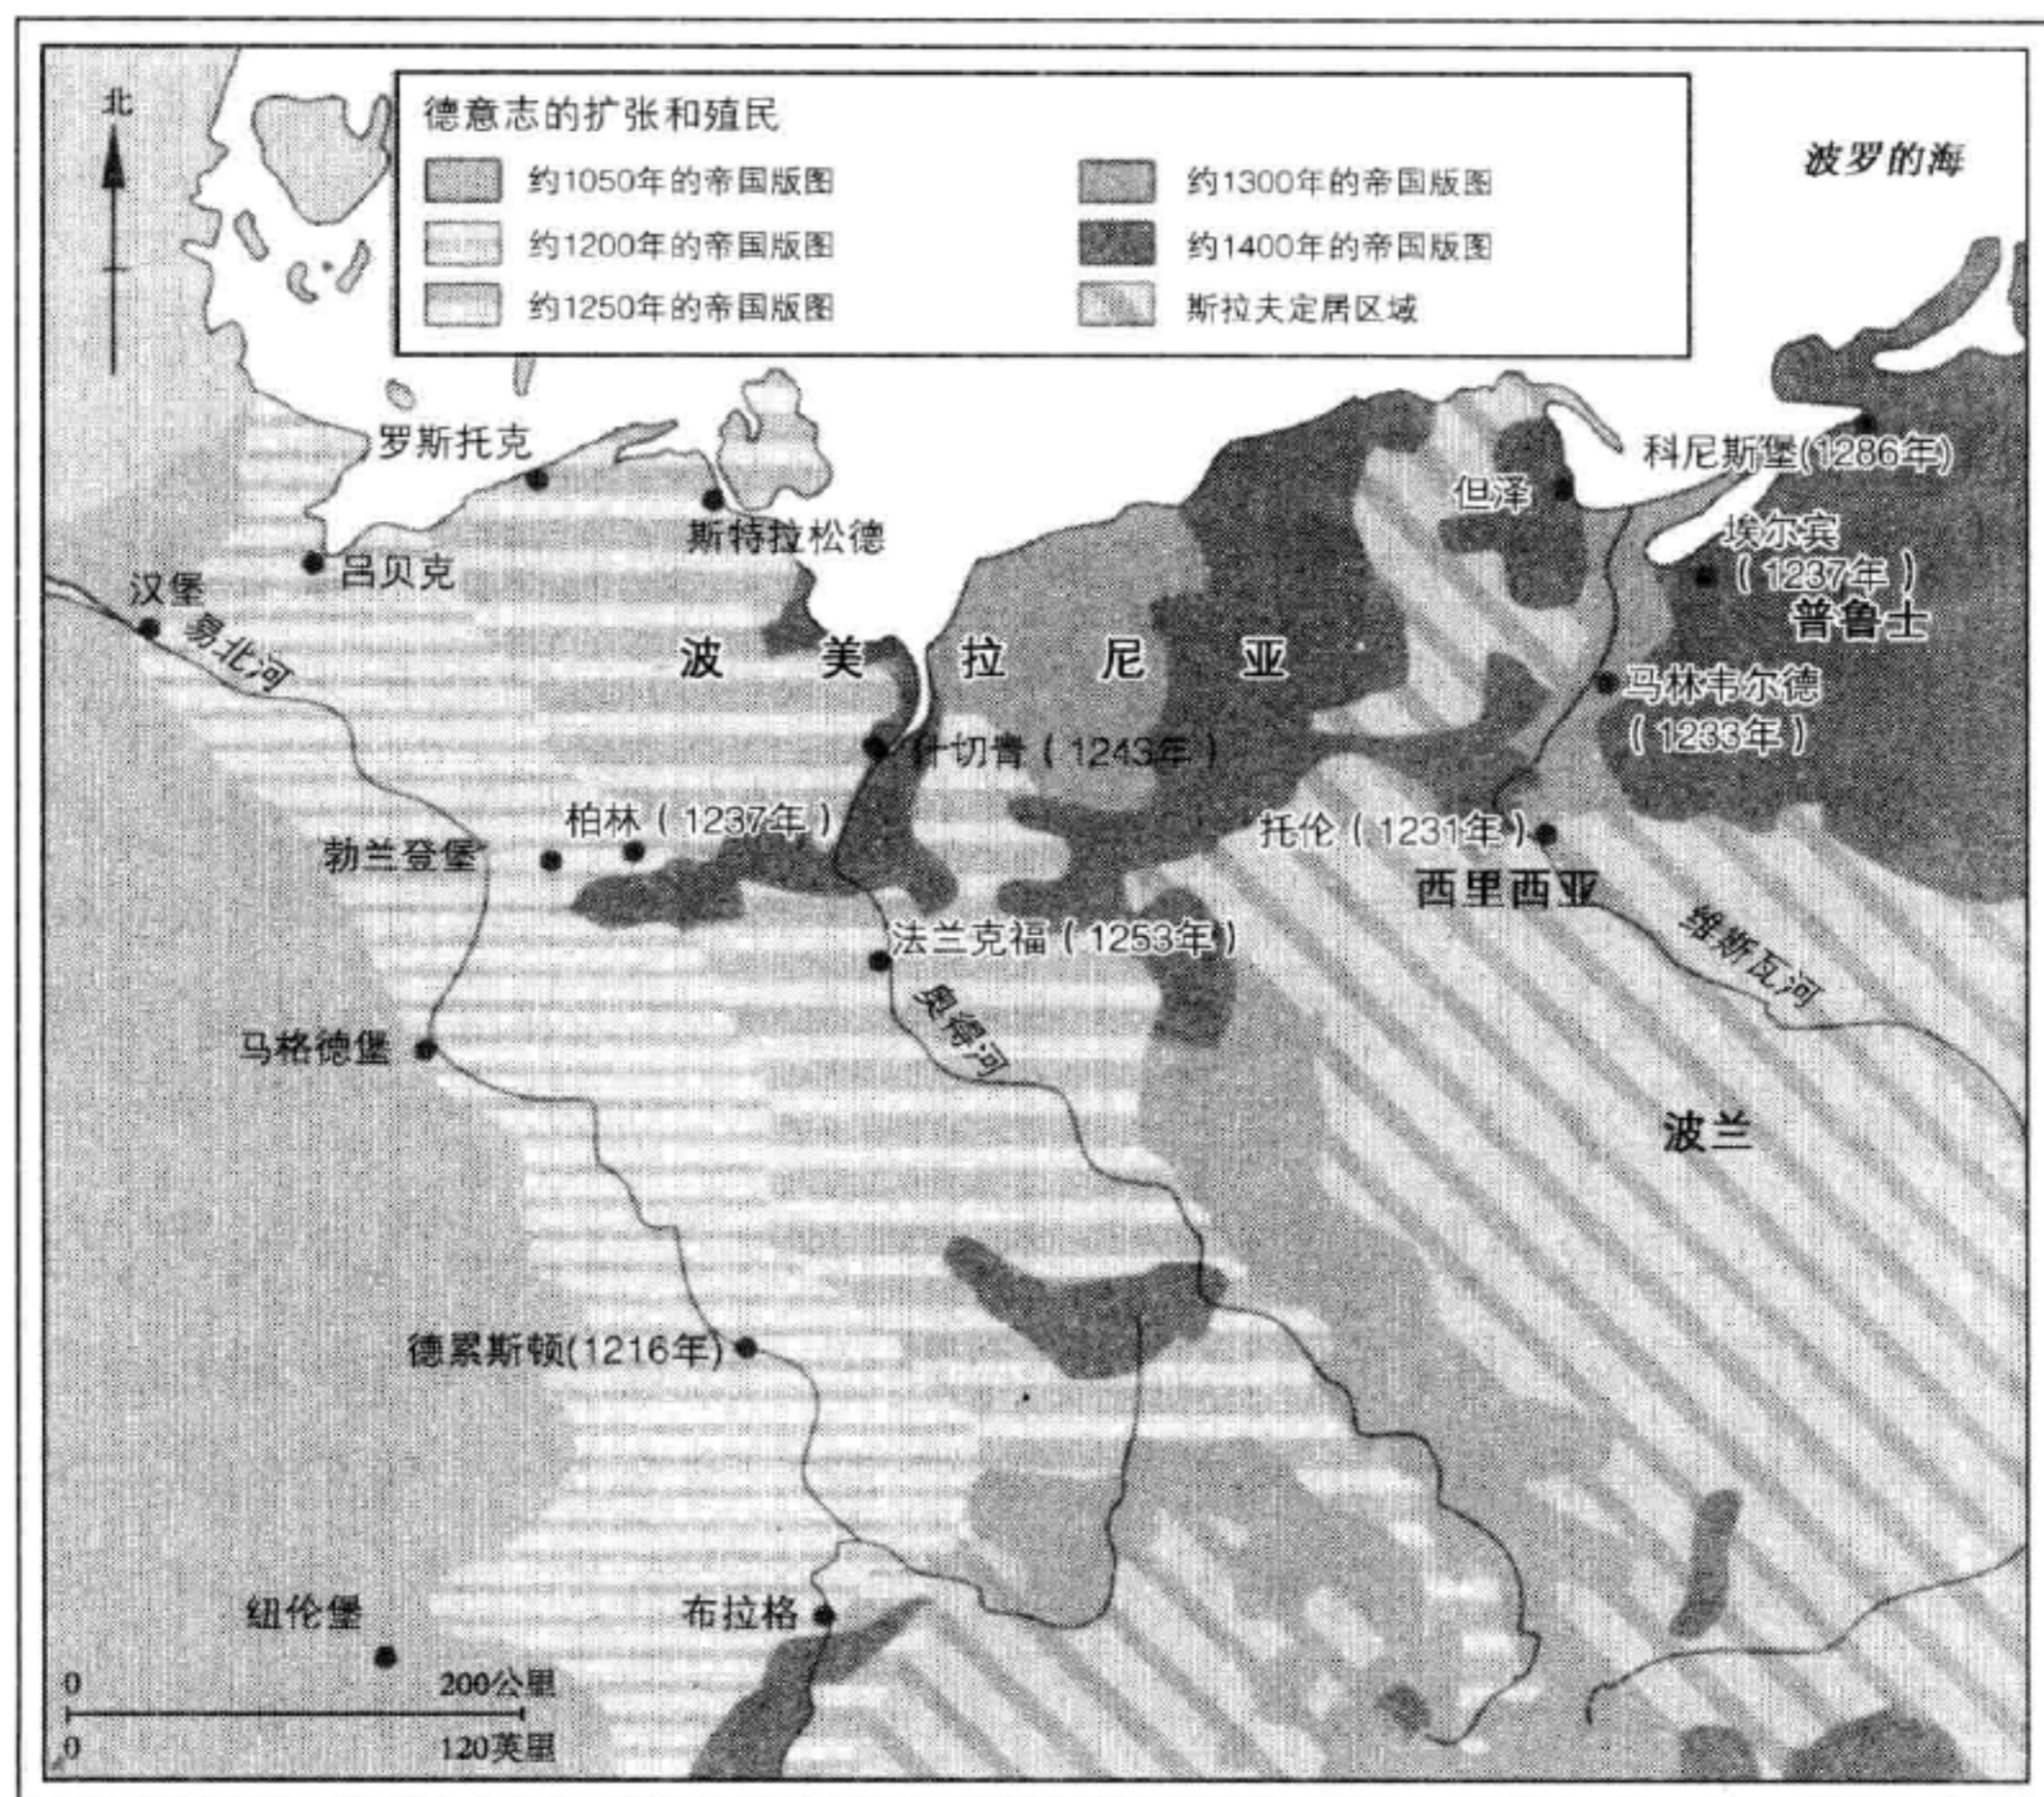 北
德意志的扩张和殖民
约1050年的帝国版图
约1200年的帝国版图
约1250年的帝国版图
约1300年的帝国版图
约1400年的帝国版图
斯拉夫定居区域
波罗的海
罗斯托克
斯特拉松德
吕贝克
汉堡
易北河
但泽
科尼斯堡(1286年)
埃尔宾
(1237年)
普鲁士
波美拉尼亚
马林韦尔德
(1233年)
什切青(1243年)
柏林(1237年)
勃兰登堡
托伦(1231年)
西里西亚
维斯瓦河
法兰克福(1253年)
奥得河
马格德堡
波兰
德累斯顿(1216年)
纽伦堡
布拉格
0 200公里
0 120英里